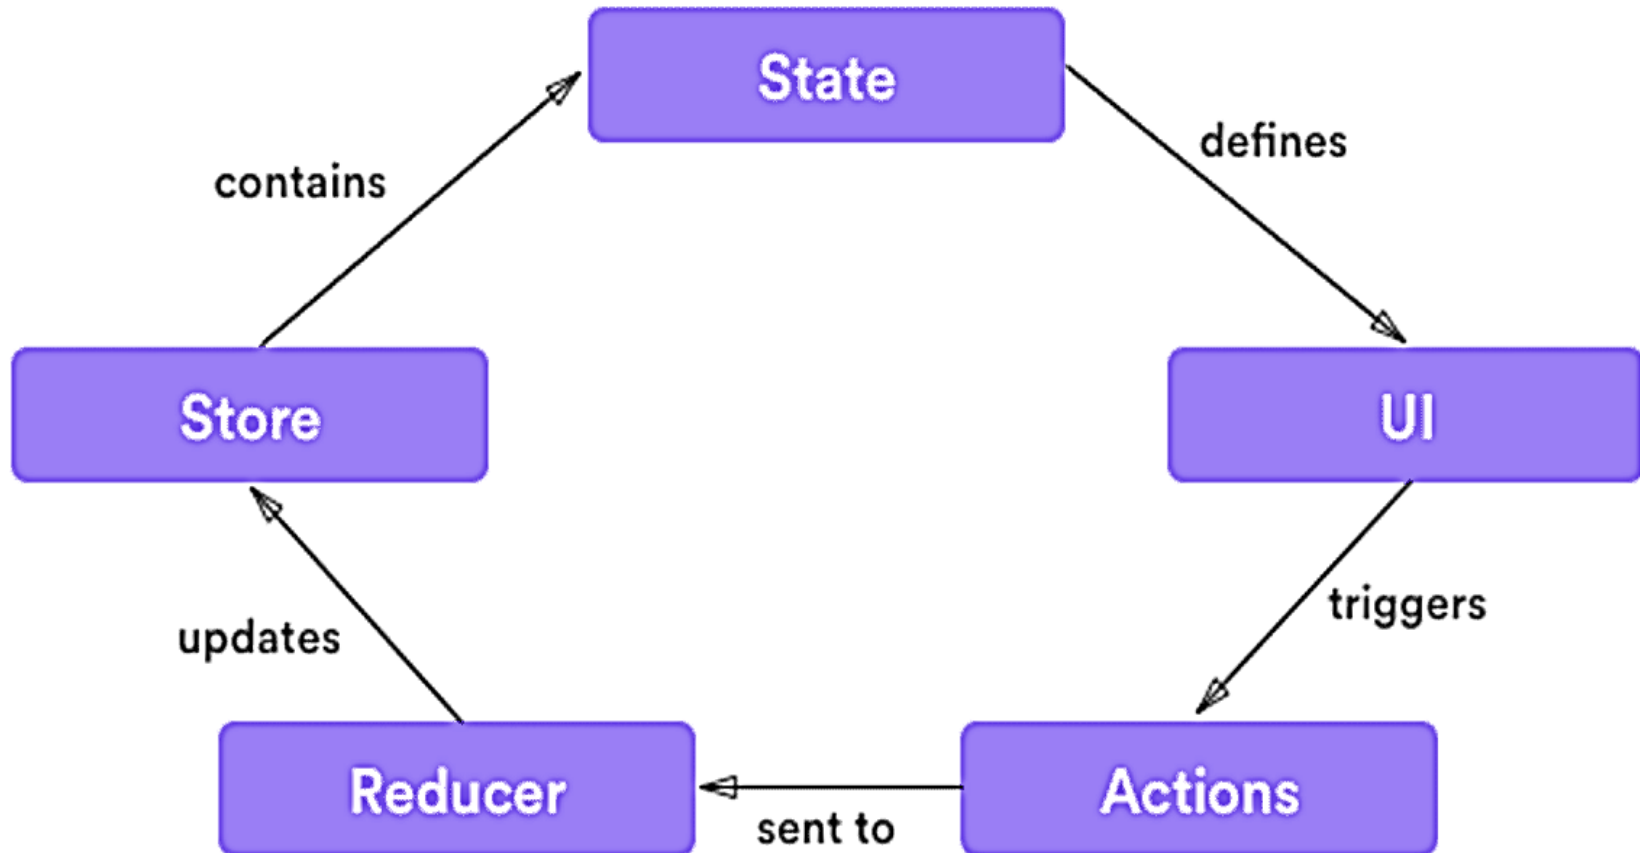 State
defines
contains
Store
UI
triggers
updates
Reducer
sent to
Actions